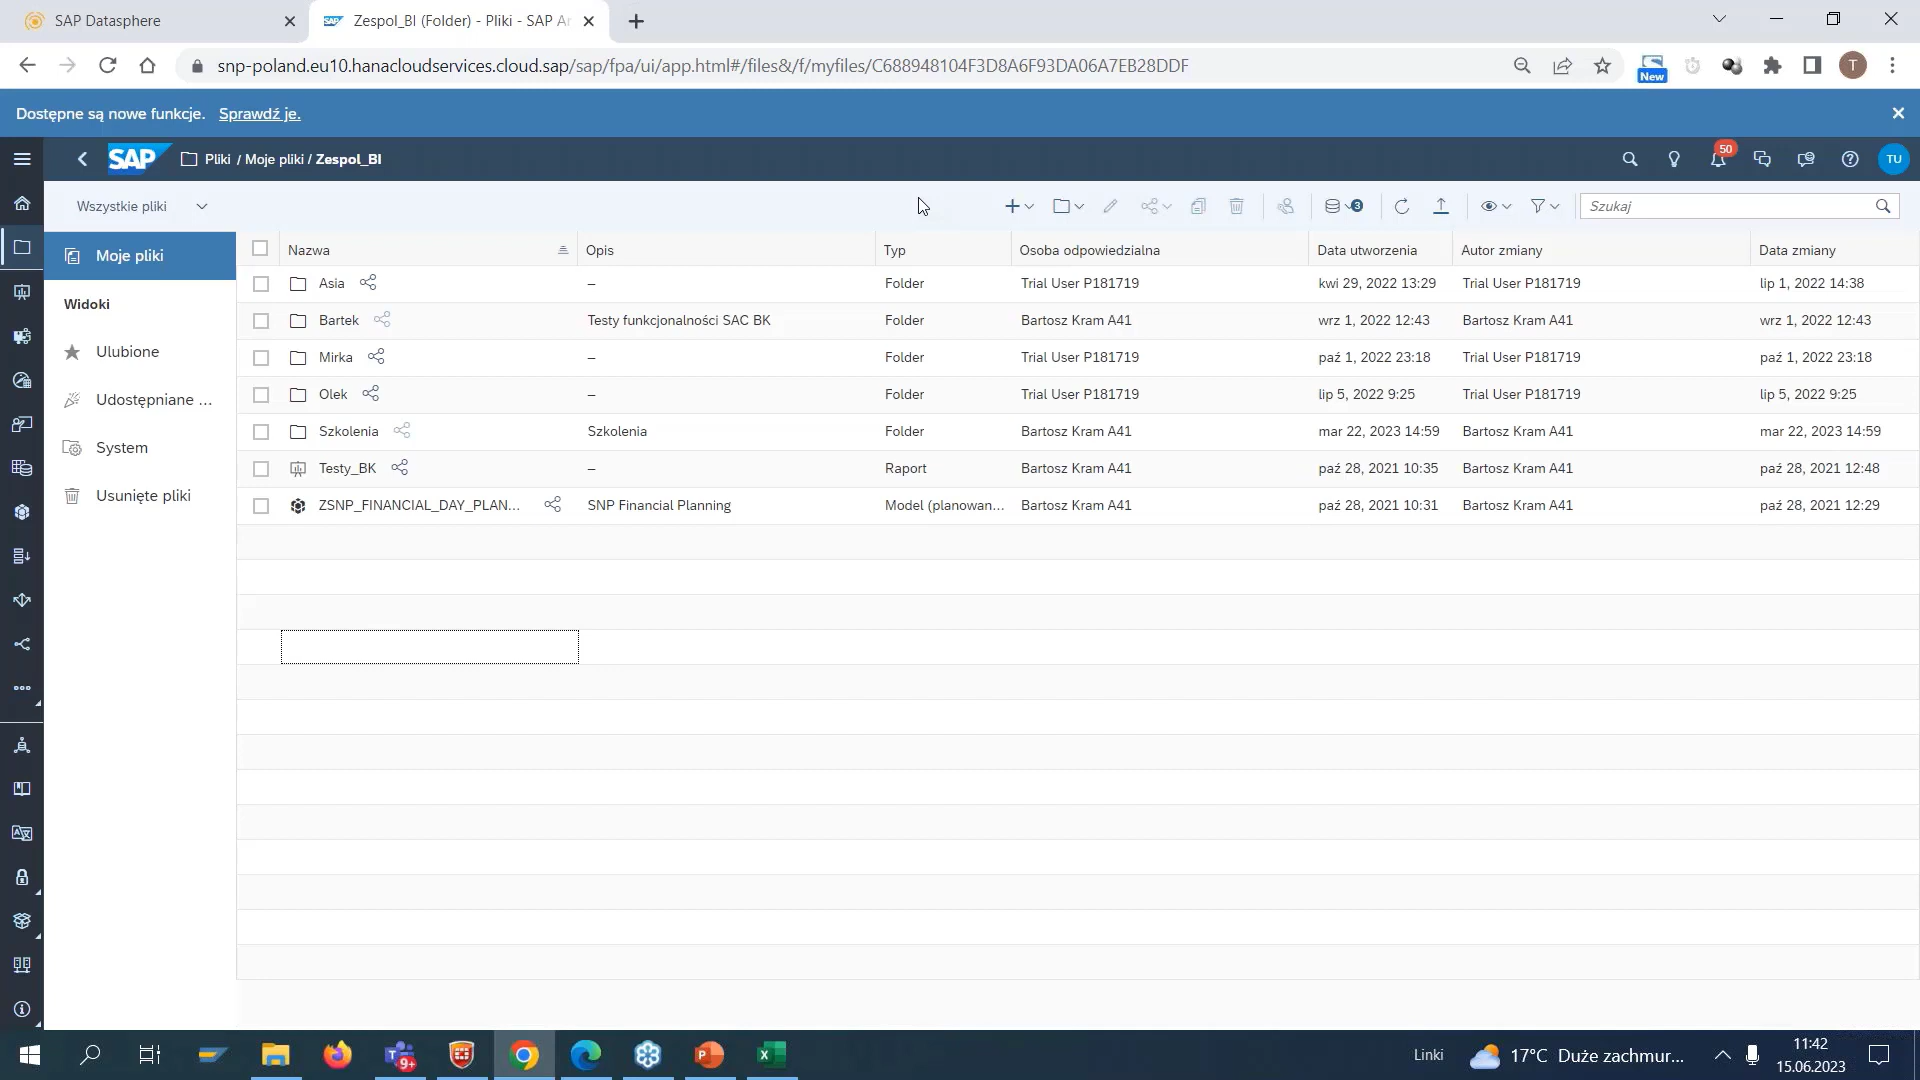 SAP Datasphere
Zespol_BI (Folder) - Pliki - SAP An
snp-poland.eu10.hanacloudservices.cloud.sap/sap/fpa/ui/app.html#/files&/f/myfiles/C688948104F3D8A6F93DA06A7EB28DDF
New
T
Dostępne są nowe funkcje. Sprawdź je.
SAP Pliki / Moje pliki / Zespol_BI
50
TU
Wszystkie pliki
3
Szukaj
Moje pliki
Widoki
Ulubione
Udostępniane ...
System
Usunięte pliki
Nazwa Opis Typ Osoba odpowiedzialna Data utworzenia Autor zmiany Data zmiany
Asia – Folder Trial User P181719 kwi 29, 2022 13:29 Trial User P181719 lip 1, 2022 14:38
Bartek Testy funkcjonalności SAC BK Folder Bartosz Kram A41 wrz 1, 2022 12:43 Bartosz Kram A41 wrz 1, 2022 12:43
Mirka – Folder Trial User P181719 paź 1, 2022 23:18 Trial User P181719 paź 1, 2022 23:18
Olek – Folder Trial User P181719 lip 5, 2022 9:25 Trial User P181719 lip 5, 2022 9:25
Szkolenia Szkolenia Folder Bartosz Kram A41 mar 22, 2023 14:59 Bartosz Kram A41 mar 22, 2023 14:59
Testy_BK – Raport Bartosz Kram A41 paź 28, 2021 10:35 Bartosz Kram A41 paź 28, 2021 12:48
ZSNP_FINANCIAL_DAY_PLAN... SNP Financial Planning Model (planowan... Bartosz Kram A41 paź 28, 2021 10:31 Bartosz Kram A41 paź 28, 2021 12:29
9+
Linki
17°C Duże zachmur...
11:42
15.06.2023